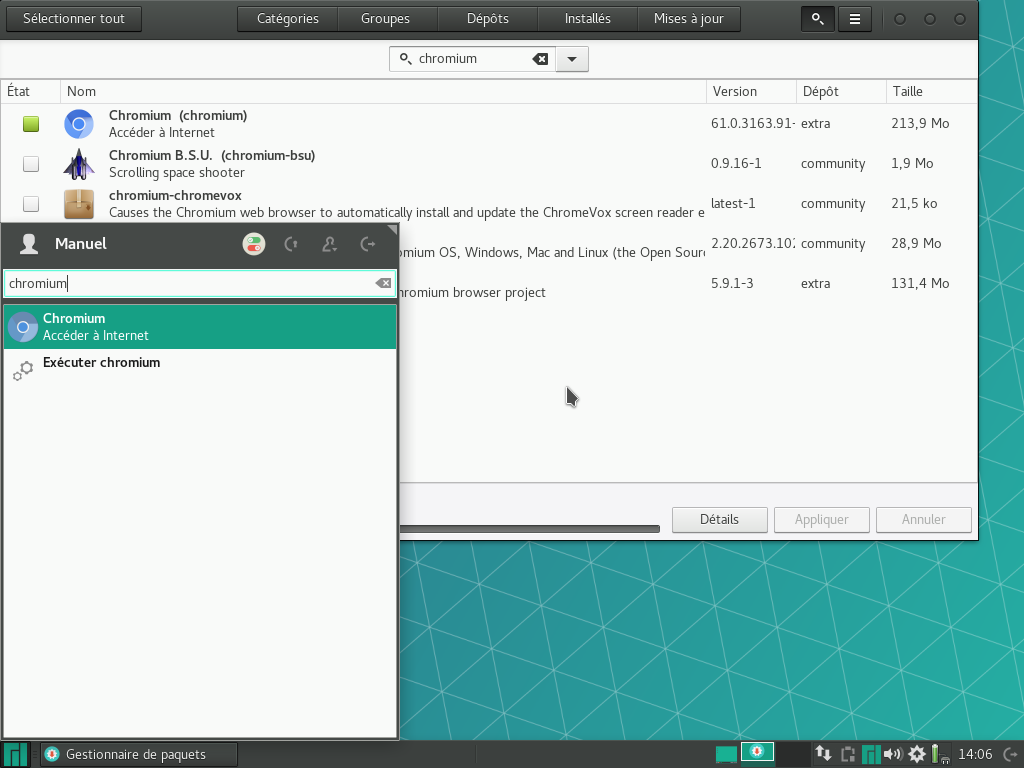 Sélectionner tout
Catégories
Groupes
Dépôts
Installés
Mises à jour
chromium
État
Nom
Version
Dépôt
Taille
Chromium (chromium)
Accéder à Internet
61.0.3163.91-
extra
213,9 Mo
Chromium B.S.U. (chromium-bsu)
Scrolling space shooter
0.9.16-1
community
1,9 Mo
chromium-chromevox
Causes the Chromium web browser to automatically install and update the ChromeVox screen reader e
latest-1
community
21,5 ko
omium OS, Windows, Mac and Linux (the Open Sour
2.20.2673.102
community
28,9 Mo
hromium browser project
5.9.1-3
extra
131,4 Mo
Manuel
chromium
Chromium
Accéder à Internet
Exécuter chromium
Détails
Appliquer
Annuler
Gestionnaire de paquets
14:06